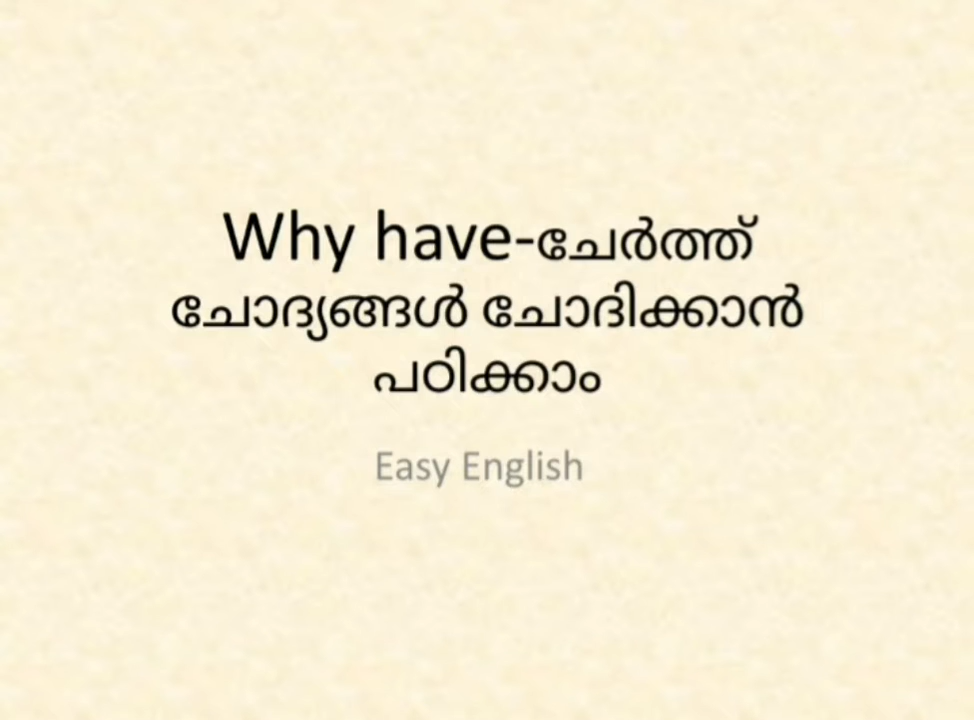 Why have-ചേർത്ത്
ചോദ്യങ്ങൾ ചോദിക്കാൻ
പഠിക്കാം
Easy English